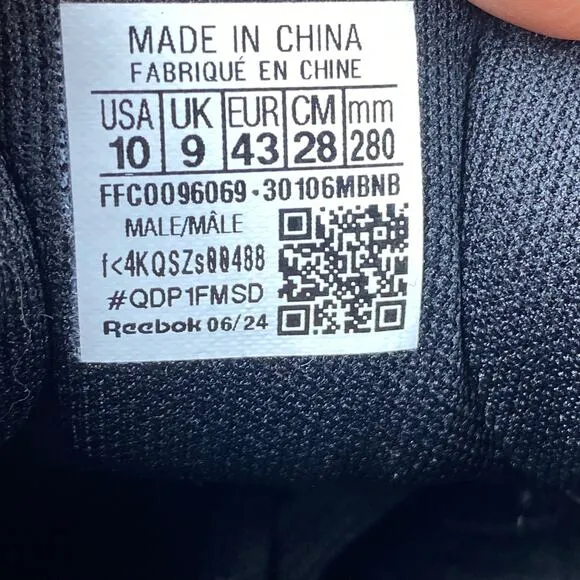 MADE IN CHINA
FABRIQUÉ EN CHINE
USA UK EUR CM mm
10 9 43 28 280
FFC0096069-30106MBNB
MALE/MÂLE
f<4KQSZs00488
#QDP1FMSD
Reebok 06/24